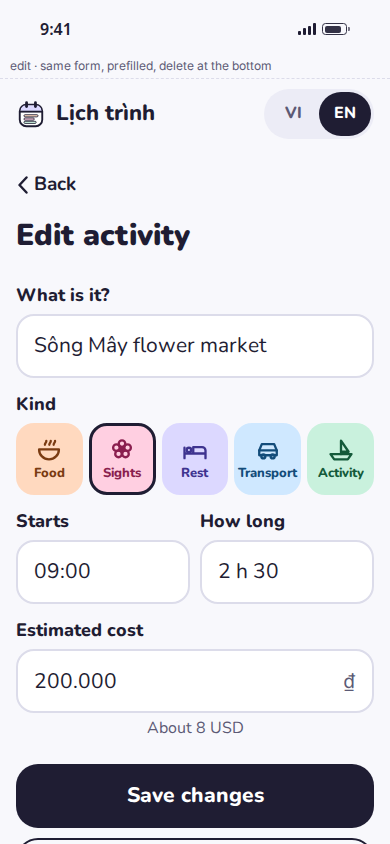 9:41
edit · same form, prefilled, delete at the bottom
Lịch trình
VI EN
Back
Edit activity
What is it?
Sông Mây flower market
Kind
Food Sights Rest Transport Activity
Starts How long
09:00 2 h 30
Estimated cost
200.000 ₫
About 8 USD
Save changes